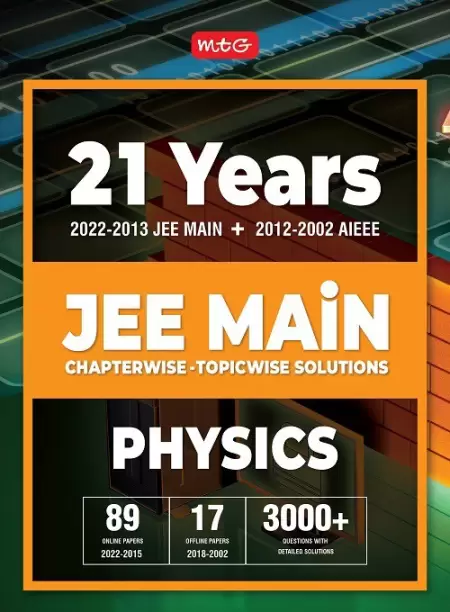 mtG
21 Years
2022-2013 JEE MAIN + 2012-2002 AIEEE
JEE MAiN
CHAPTERWISE-TOPICWISE SOLUTIONS
PHYSICS
89
ONLINE PAPERS
2022-2015
17
OFFLINE PAPERS
2018-2002
3000+
QUESTIONS WITH
DETAILED SOLUTIONS